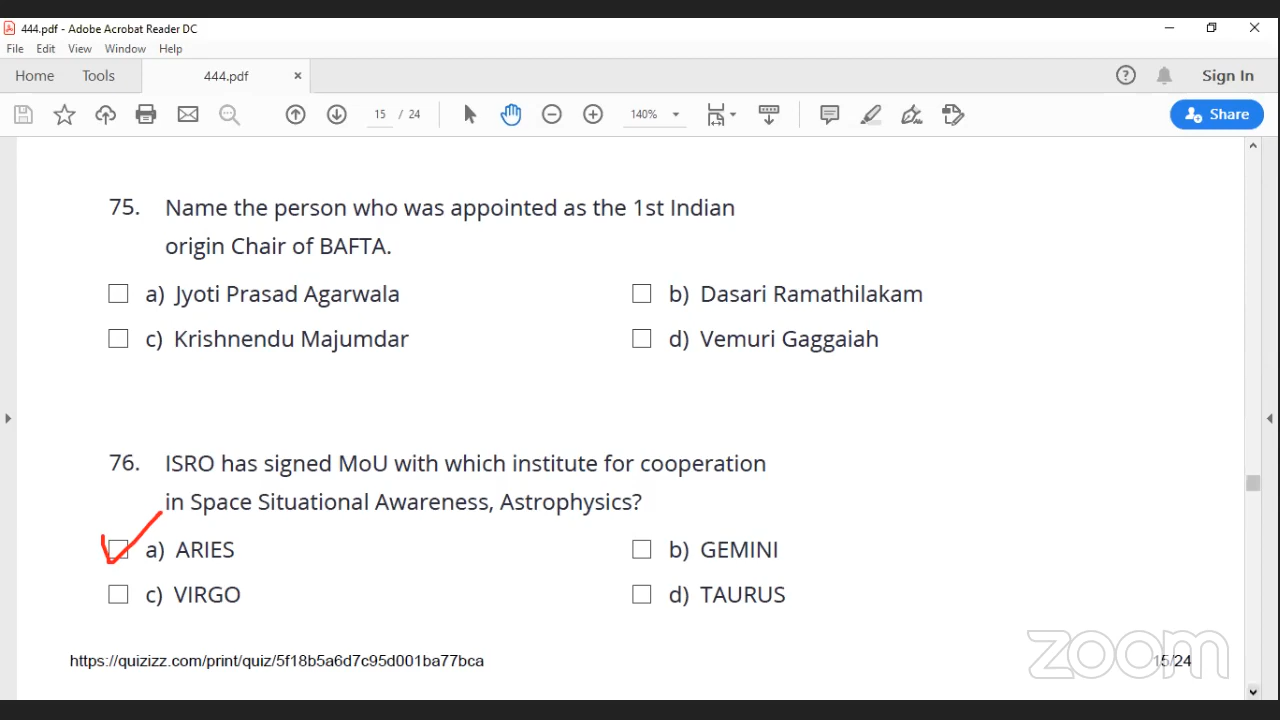 444.pdf - Adobe Acrobat Reader DC
File Edit View Window Help
Home Tools 444.pdf × Sign In
15 / 24 140% Share
75. Name the person who was appointed as the 1st Indian
origin Chair of BAFTA.
a) Jyoti Prasad Agarwala b) Dasari Ramathilakam
c) Krishnendu Majumdar d) Vemuri Gaggaiah
76. ISRO has signed MoU with which institute for cooperation
in Space Situational Awareness, Astrophysics?
a) ARIES b) GEMINI
c) VIRGO d) TAURUS
https://quizizz.com/print/quiz/5f18b5a6d7c95d001ba77bca 15/24
zoom